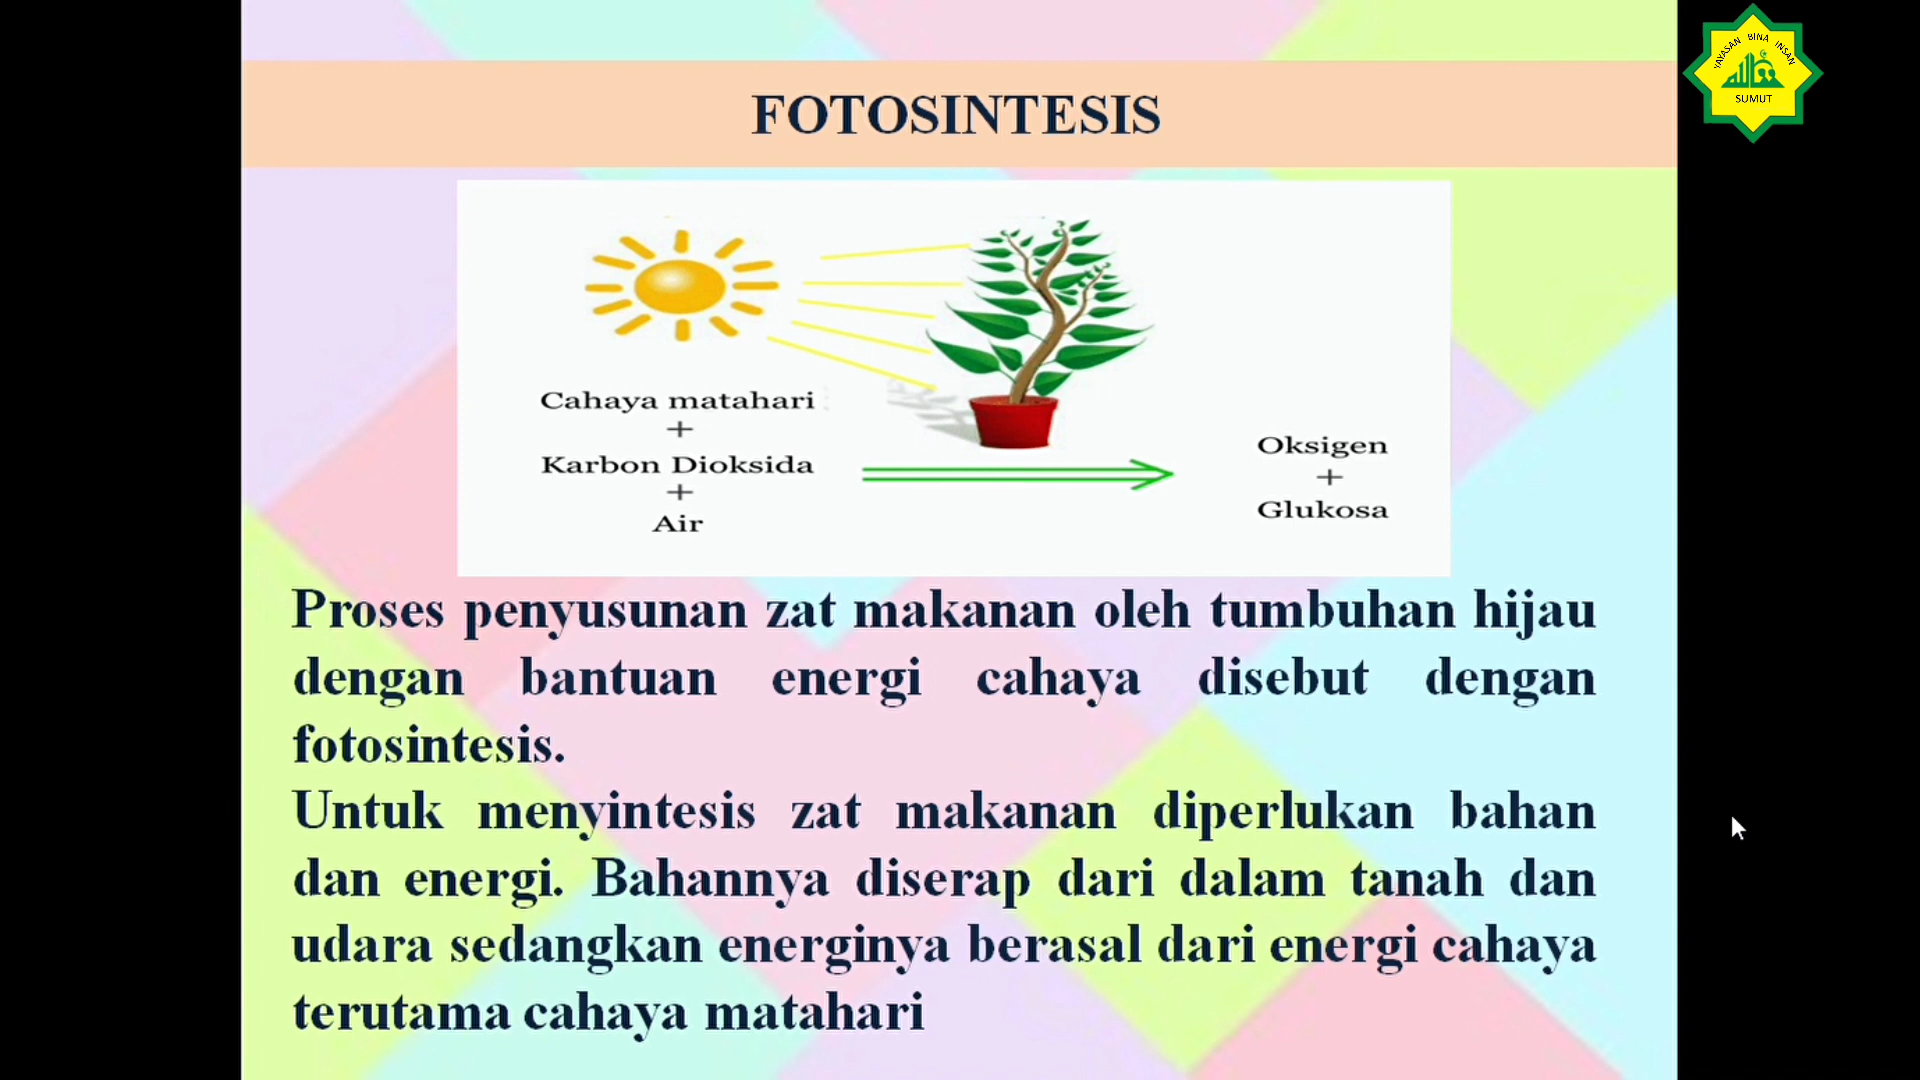 FOTOSINTESIS
YAYASAN BINA INSAN
SUMUT
Cahaya matahari
+
Karbon Dioksida
+
Air
Oksigen
+
Glukosa
Proses penyusunan zat makanan oleh tumbuhan hijau
dengan bantuan energi cahaya disebut dengan
fotosintesis.
Untuk menyintesis zat makanan diperlukan bahan
dan energi. Bahannya diserap dari dalam tanah dan
udara sedangkan energinya berasal dari energi cahaya
terutama cahaya matahari